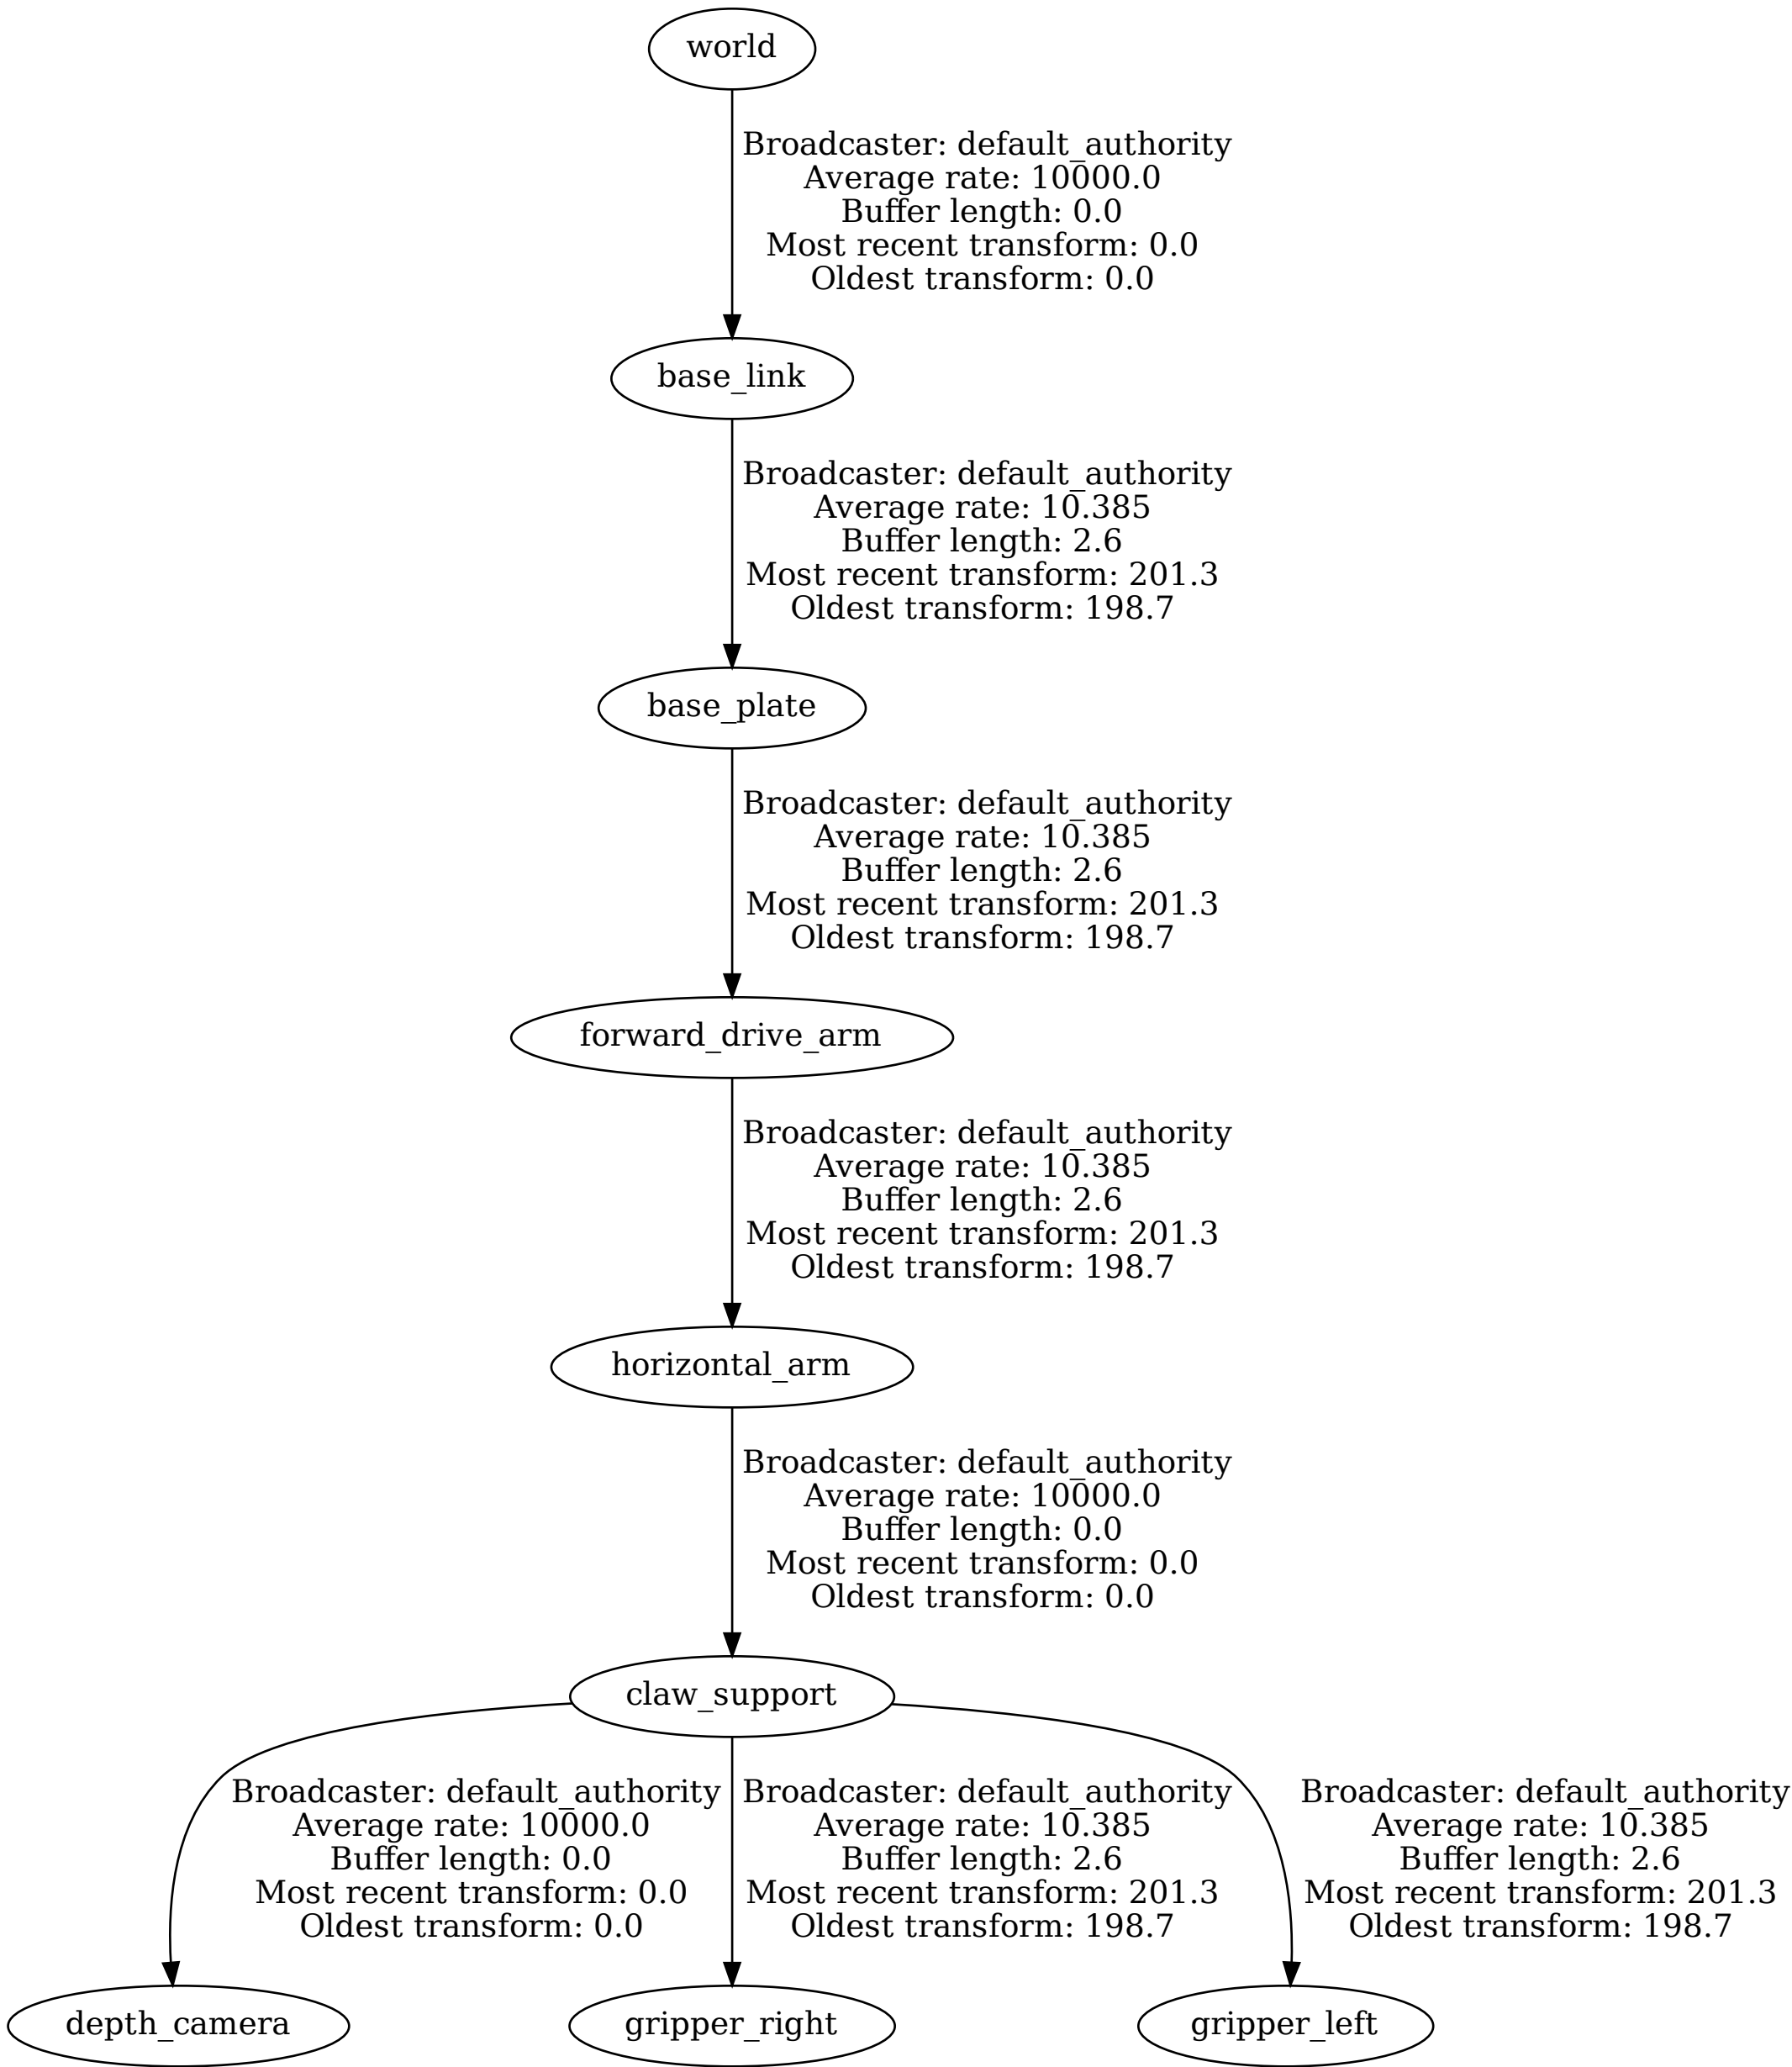 world
Broadcaster: default_authority
Average rate: 10000.0
Buffer length: 0.0
Most recent transform: 0.0
Oldest transform: 0.0
base_link
Broadcaster: default_authority
Average rate: 10.385
Buffer length: 2.6
Most recent transform: 201.3
Oldest transform: 198.7
base_plate
Broadcaster: default_authority
Average rate: 10.385
Buffer length: 2.6
Most recent transform: 201.3
Oldest transform: 198.7
forward_drive_arm
Broadcaster: default_authority
Average rate: 10.385
Buffer length: 2.6
Most recent transform: 201.3
Oldest transform: 198.7
horizontal_arm
Broadcaster: default_authority
Average rate: 10000.0
Buffer length: 0.0
Most recent transform: 0.0
Oldest transform: 0.0
claw_support
Broadcaster: default_authority
Average rate: 10000.0
Buffer length: 0.0
Most recent transform: 0.0
Oldest transform: 0.0
Broadcaster: default_authority
Average rate: 10.385
Buffer length: 2.6
Most recent transform: 201.3
Oldest transform: 198.7
Broadcaster: default_authority
Average rate: 10.385
Buffer length: 2.6
Most recent transform: 201.3
Oldest transform: 198.7
depth_camera
gripper_right
gripper_left